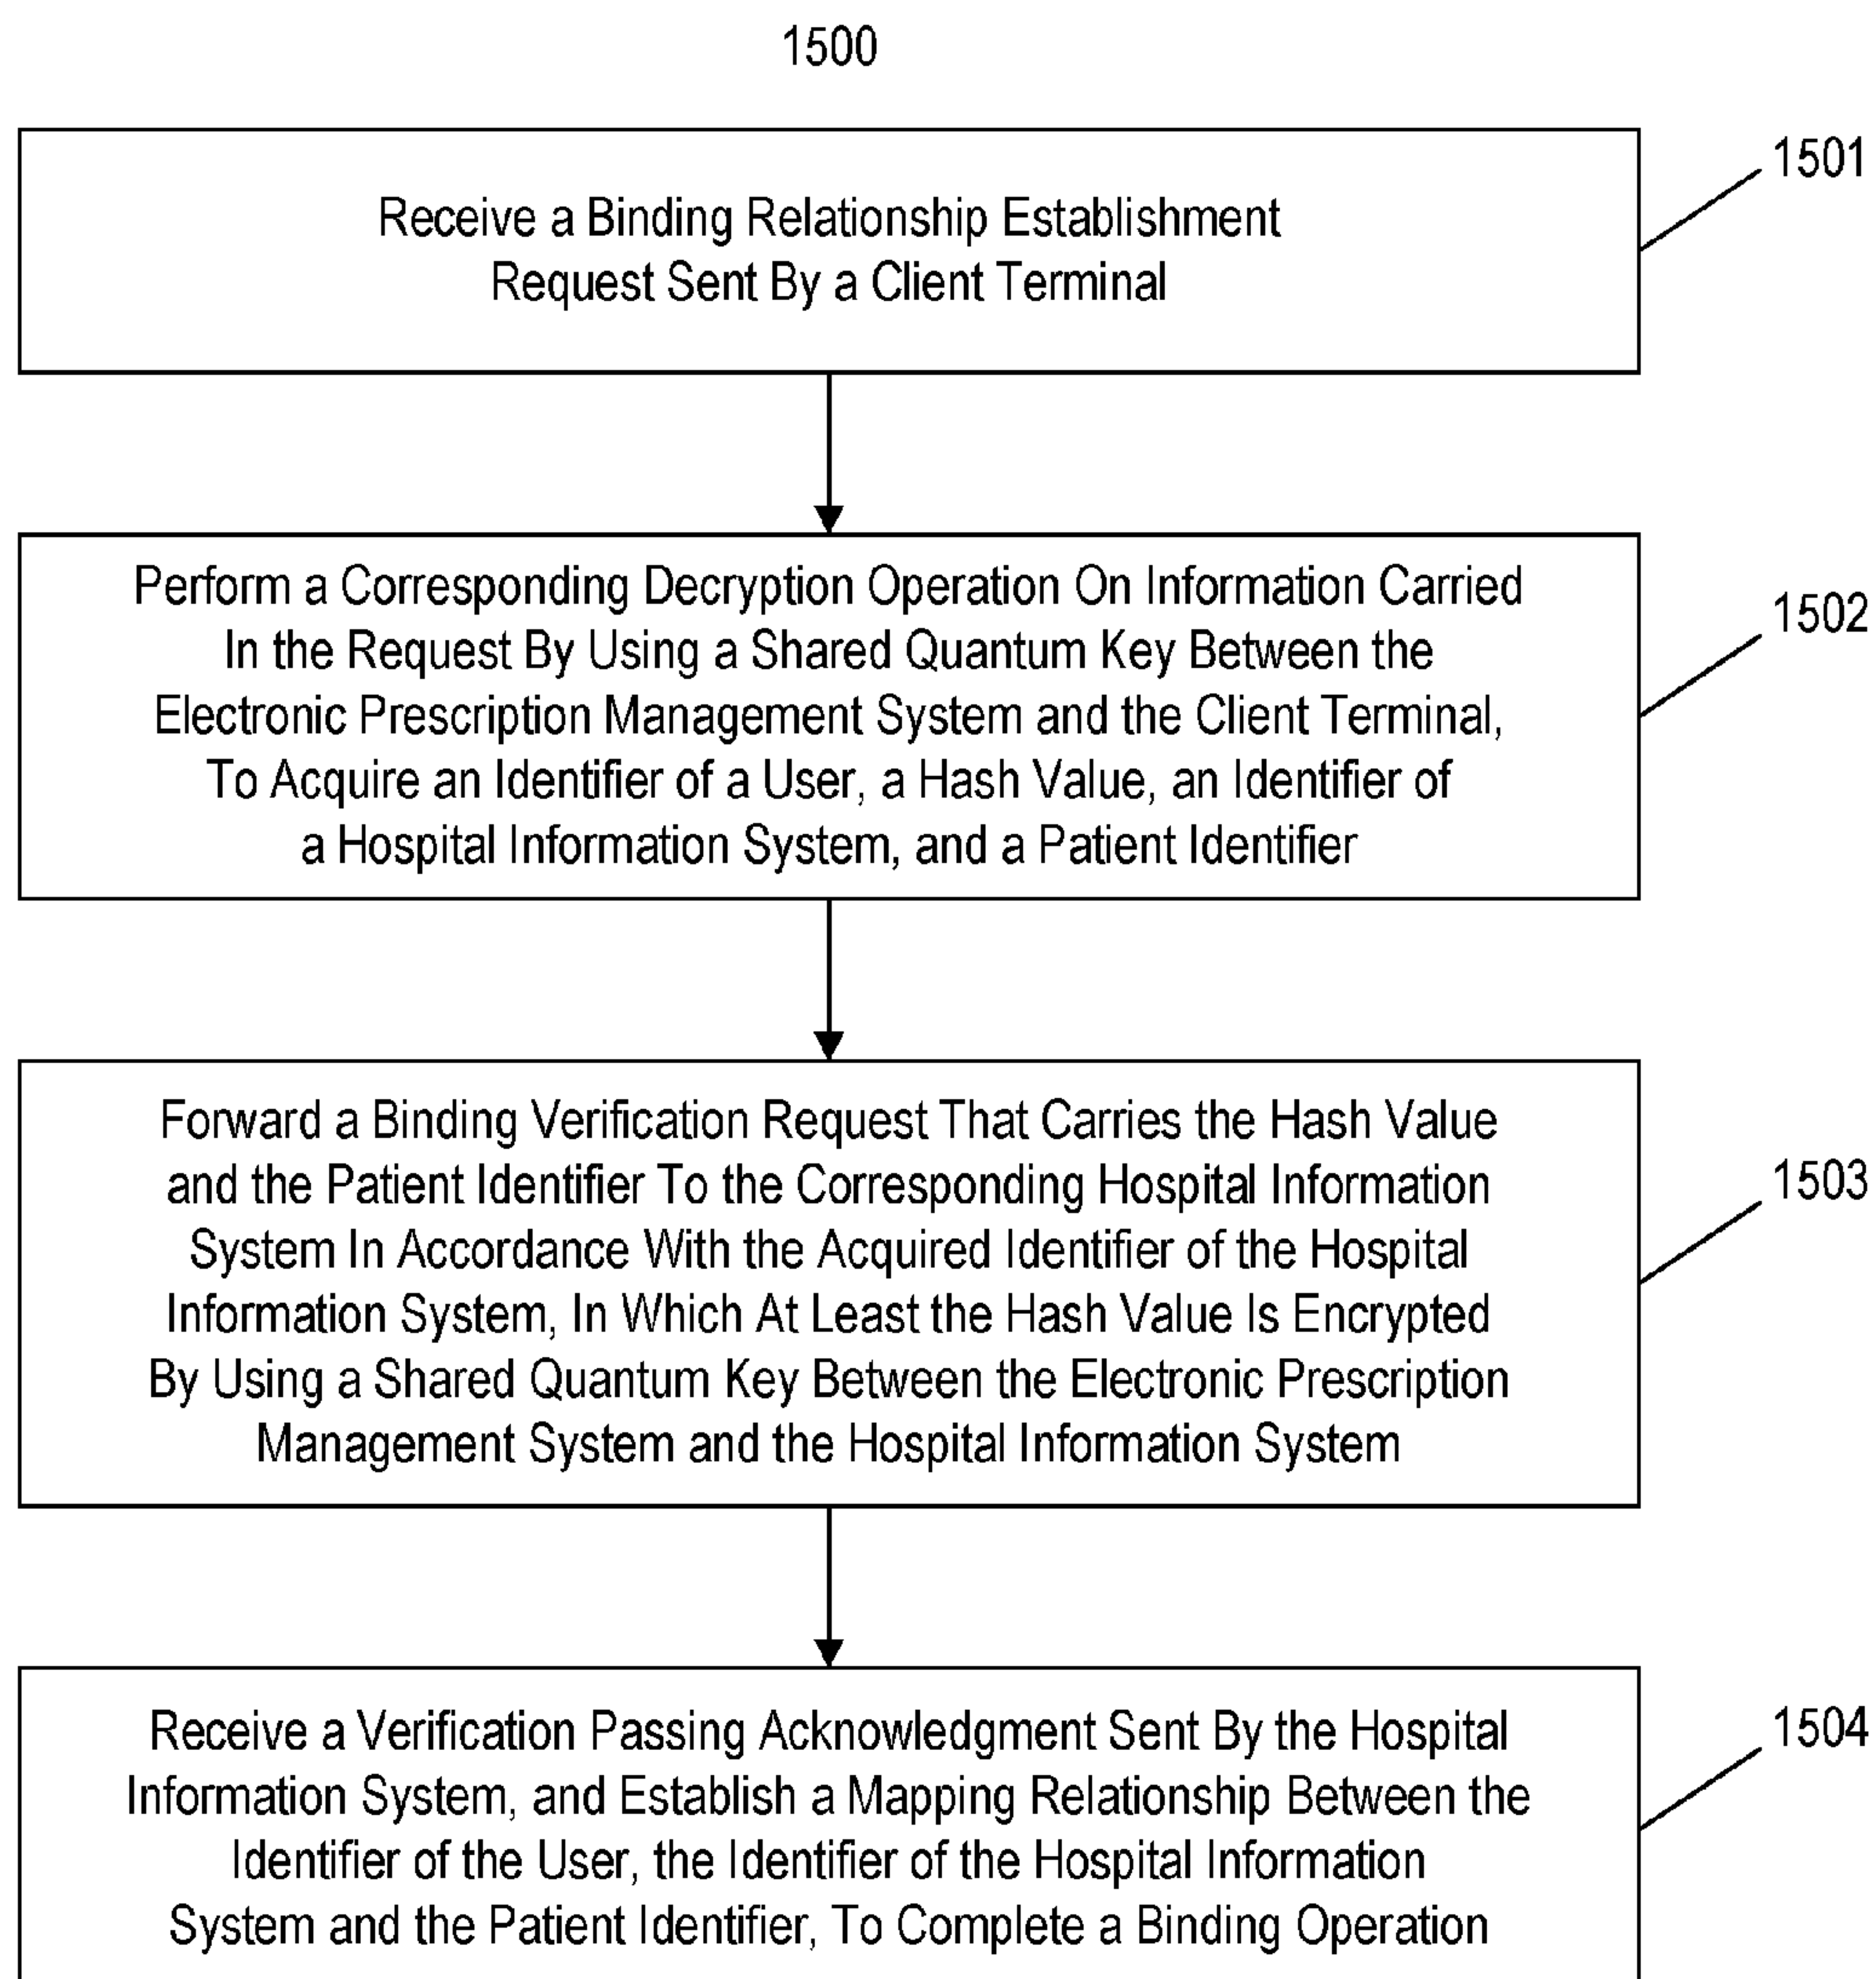 1500
Receive a Binding Relationship Establishment
Request Sent By a Client Terminal
1501
Perform a Corresponding Decryption Operation On Information Carried
In the Request By Using a Shared Quantum Key Between the
Electronic Prescription Management System and the Client Terminal,
To Acquire an Identifier of a User, a Hash Value, an Identifier of
a Hospital Information System, and a Patient Identifier
1502
Forward a Binding Verification Request That Carries the Hash Value
and the Patient Identifier To the Corresponding Hospital Information
System In Accordance With the Acquired Identifier of the Hospital
Information System, In Which At Least the Hash Value Is Encrypted
By Using a Shared Quantum Key Between the Electronic Prescription
Management System and the Hospital Information System
1503
Receive a Verification Passing Acknowledgment Sent By the Hospital
Information System, and Establish a Mapping Relationship Between the
Identifier of the User, the Identifier of the Hospital Information
System and the Patient Identifier, To Complete a Binding Operation
1504